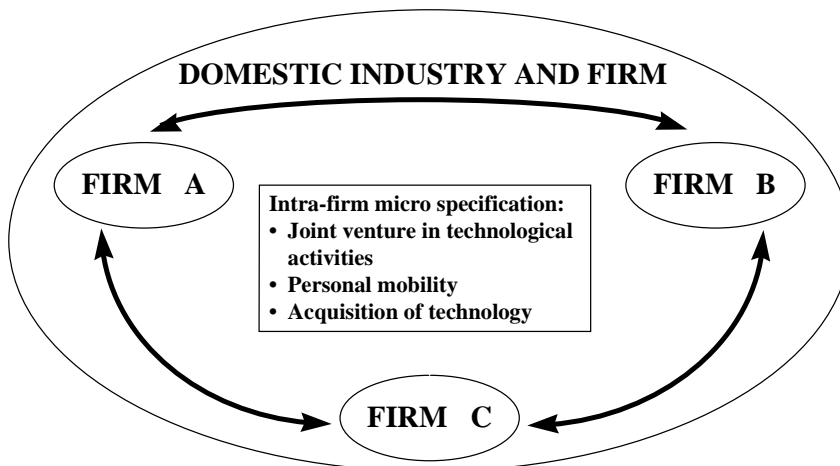 DOMESTIC INDUSTRY AND FIRM
FIRM A
FIRM B
Intra-firm micro specification:
• Joint venture in technological
activities
• Personal mobility
• Acquisition of technology
FIRM C